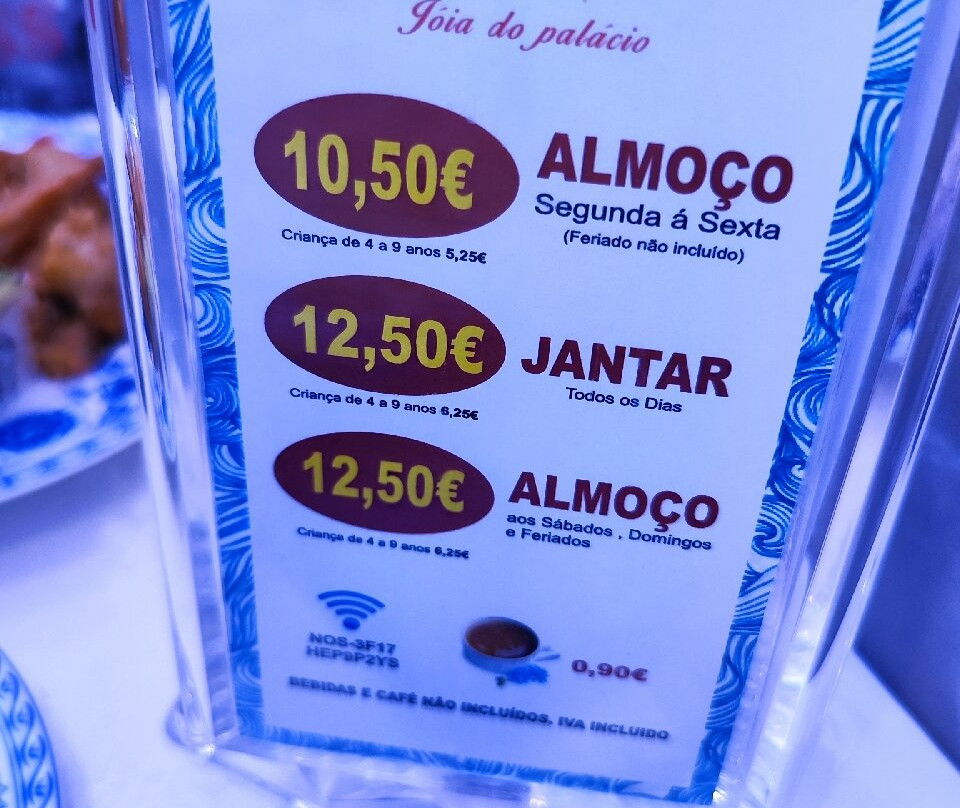 Jóia do palácio
10,50€
ALMOÇO
Segunda á Sexta
(Feriado não incluído)
Criança de 4 a 9 anos 5,25€
12,50€
JANTAR
Todos os Dias
Criança de 4 a 9 anos 6,25€
12,50€
ALMOÇO
aos Sábados , Domingos
e Feriados
Criança de 4 a 9 anos 6,25€
NOS-3F17
HEP9P2YS
0,90€
BEBIDAS E CAFÉ NÃO INCLUÍDOS, IVA INCLUIDO